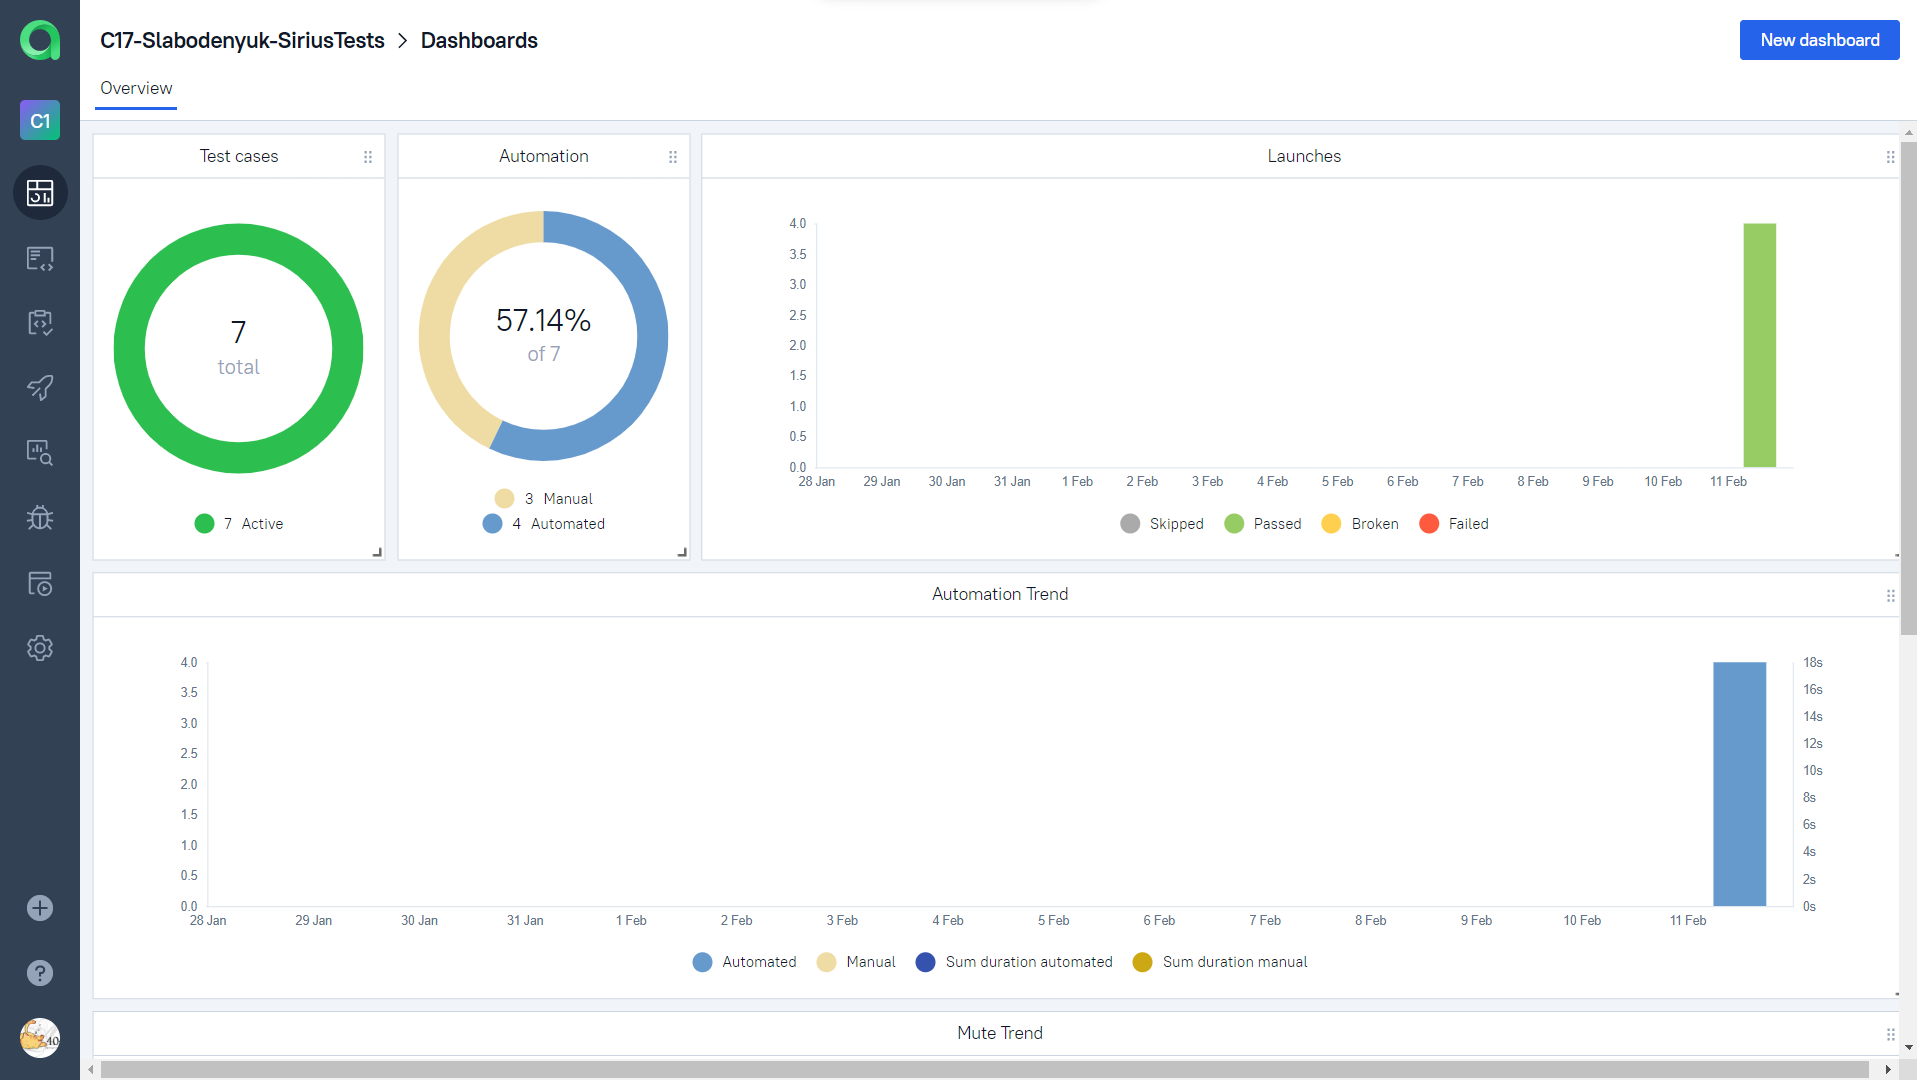 C17-Slabodenyuk-SiriusTests > Dashboards
New dashboard
Overview
C1
Test cases
7
total
7 Active
Automation
57.14%
of 7
3 Manual
4 Automated
Launches
4.0
3.5
3.0
2.5
2.0
1.5
1.0
0.5
0.0
28 Jan 29 Jan 30 Jan 31 Jan 1 Feb 2 Feb 3 Feb 4 Feb 5 Feb 6 Feb 7 Feb 8 Feb 9 Feb 10 Feb 11 Feb
Skipped Passed Broken Failed
Automation Trend
4.0
3.5
3.0
2.5
2.0
1.5
1.0
0.5
0.0
18s
16s
14s
12s
10s
8s
6s
4s
2s
0s
28 Jan 29 Jan 30 Jan 31 Jan 1 Feb 2 Feb 3 Feb 4 Feb 5 Feb 6 Feb 7 Feb 8 Feb 9 Feb 10 Feb 11 Feb
Automated Manual Sum duration automated Sum duration manual
Mute Trend
40